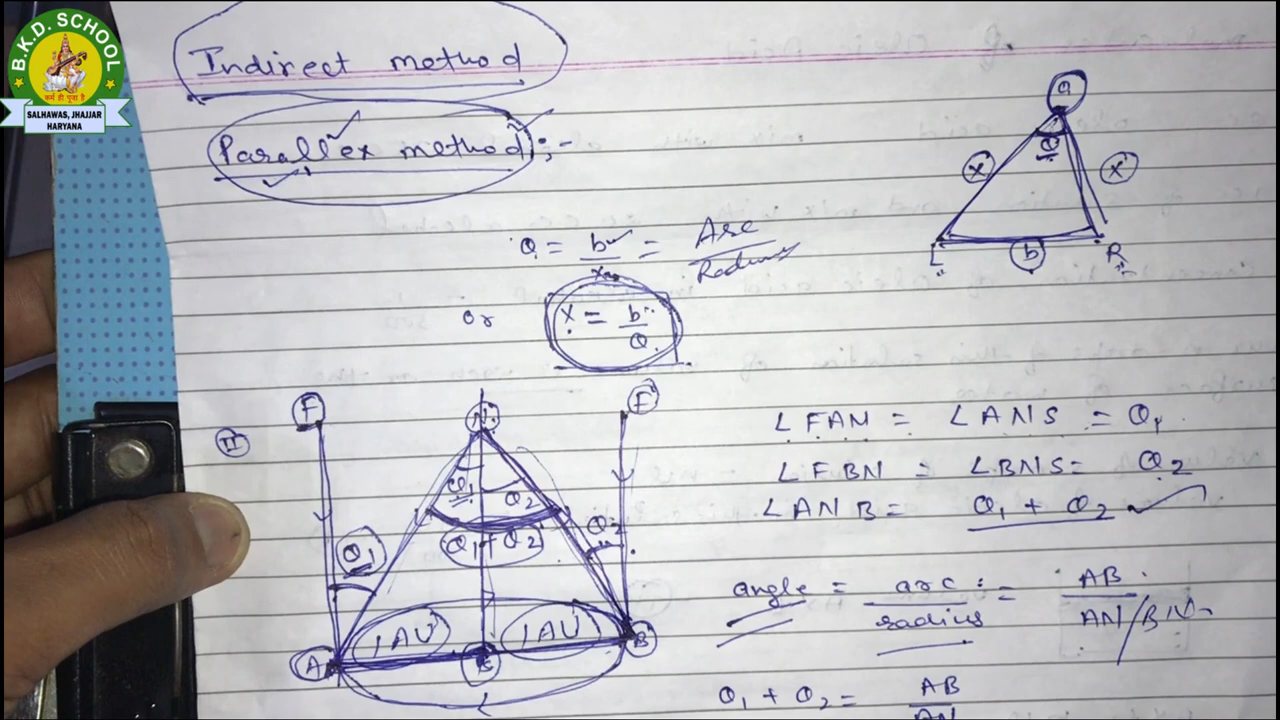 B.K.D. SCHOOL
कर्म ही पूजा है
SALHAWAS, JHAJJAR
HARYANA
Indirect method
Parallex method :-
θ = b/x = Arc/Radius
or x = b/θ
θ
x x
L b R
II
F N F
θ1 θ2
θ1 θ1 + θ2 θ2
1AU 1AU
A S B
∠FAN = ∠ANS = θ1
∠FBN = ∠BNS = θ2
∠ANB = θ1 + θ2
angle = arc/radius = AB/AN/BN
θ1 + θ2 = AB/AN